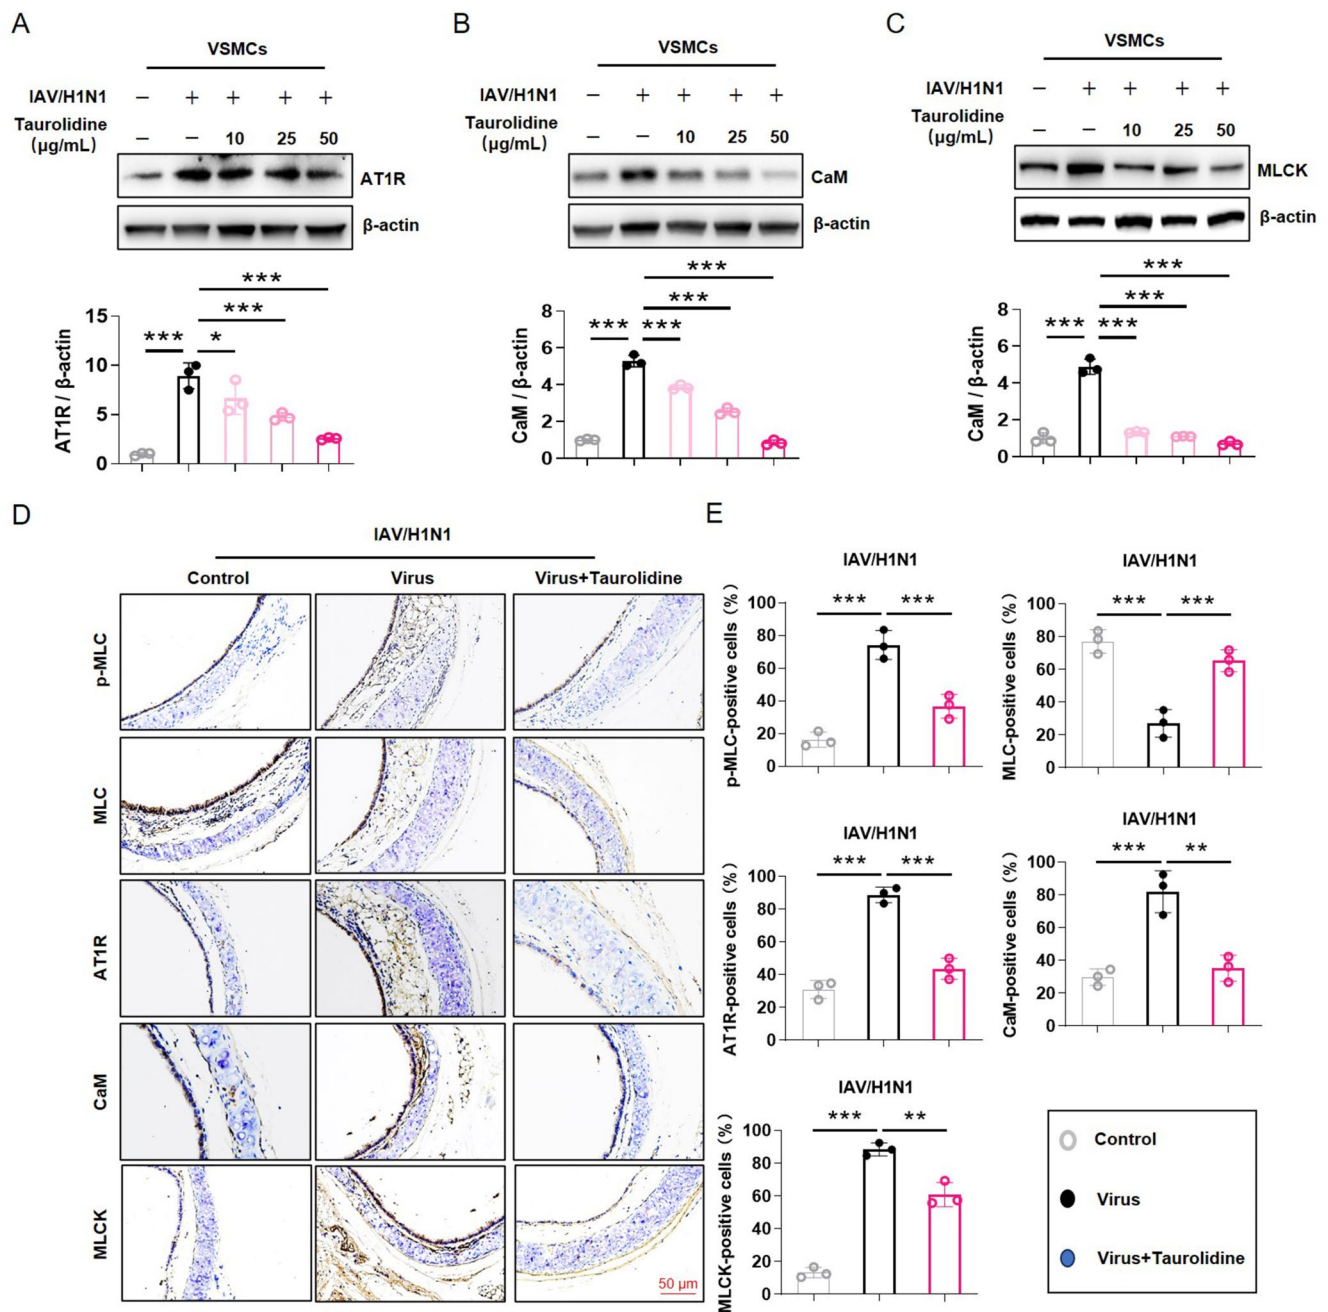 A
VSMCs
IAV/H1N1 − + + + +
Taurolidine (μg/mL) − − 10 25 50
AT1R
β-actin
***
***
*** *
AT1R / β-actin
15
10
5
0
B
VSMCs
IAV/H1N1 − + + + +
Taurolidine (μg/mL) − − 10 25 50
CaM
β-actin
***
***
*** ***
CaM / β-actin
8
6
4
2
0
C
VSMCs
IAV/H1N1 − + + + +
Taurolidine (μg/mL) − − 10 25 50
MLCK
β-actin
***
***
*** ***
CaM / β-actin
8
6
4
2
0
D
IAV/H1N1
Control Virus Virus+Taurolidine
p-MLC
MLC
AT1R
CaM
MLCK
50 μm
E
IAV/H1N1
*** ***
p-MLC-positive cells (%)
100
80
60
40
20
0
IAV/H1N1
*** ***
MLC-positive cells (%)
100
80
60
40
20
0
IAV/H1N1
*** ***
AT1R-positive cells (%)
100
80
60
40
20
0
IAV/H1N1
*** **
CaM-positive cells (%)
100
80
60
40
20
0
IAV/H1N1
*** **
MLCK-positive cells (%)
100
80
60
40
20
0
Control
Virus
Virus+Taurolidine